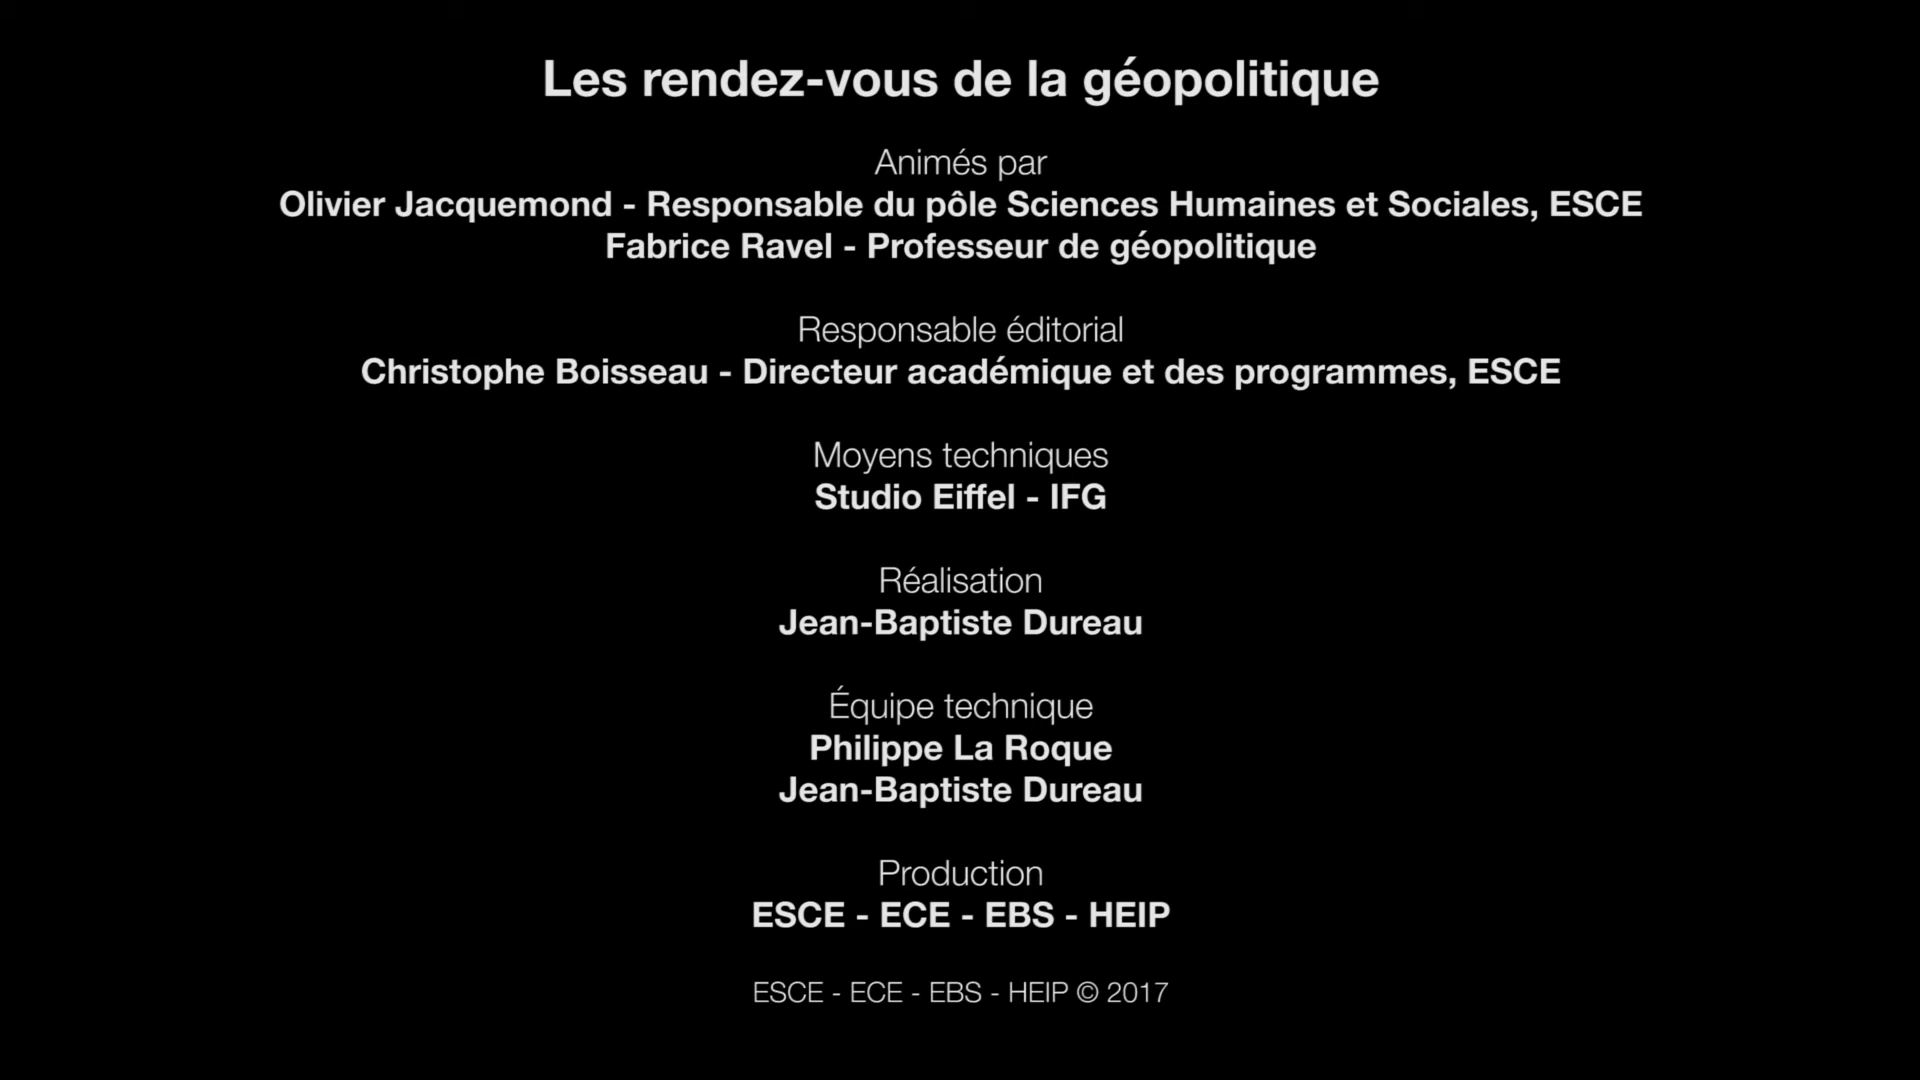 Les rendez-vous de la géopolitique
Animés par
Olivier Jacquemond - Responsable du pôle Sciences Humaines et Sociales, ESCE
Fabrice Ravel - Professeur de géopolitique
Responsable éditorial
Christophe Boisseau - Directeur académique et des programmes, ESCE
Moyens techniques
Studio Eiffel - IFG
Réalisation
Jean-Baptiste Dureau
Équipe technique
Philippe La Roque
Jean-Baptiste Dureau
Production
ESCE - ECE - EBS - HEIP
ESCE - ECE - EBS - HEIP © 2017